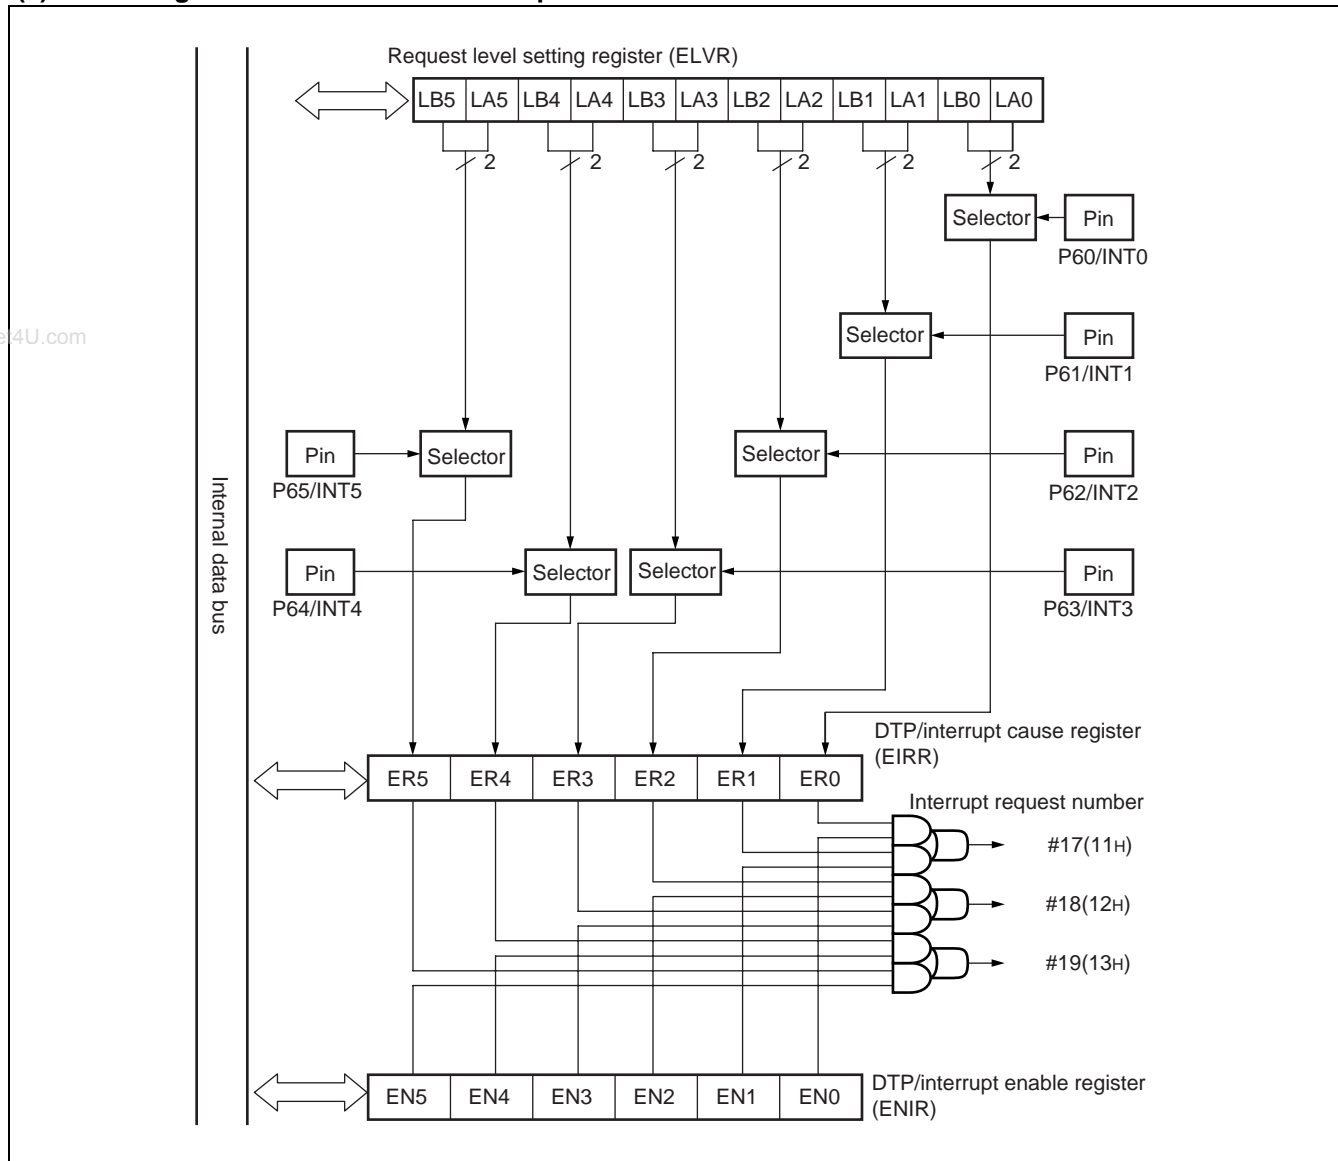 Request level setting register (ELVR)
LB5 LA5 LB4 LA4 LB3 LA3 LB2 LA2 LB1 LA1 LB0 LA0
2 2 2 2 2 2
Selector Pin
P60/INT0
et4U.com
Selector Pin
P61/INT1
Pin Selector Selector Pin
P65/INT5 P62/INT2
Internal data bus
Pin Selector Selector Pin
P64/INT4 P63/INT3
DTP/interrupt cause register
(EIRR)
ER5 ER4 ER3 ER2 ER1 ER0
Interrupt request number
#17(11H)
#18(12H)
#19(13H)
EN5 EN4 EN3 EN2 EN1 EN0
DTP/interrupt enable register
(ENIR)